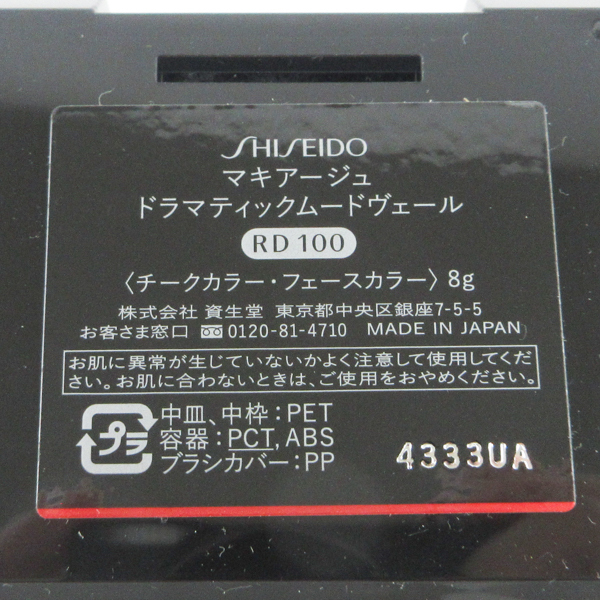 SHISEIDO
マキアージュ
ドラマティックムードヴェール
RD 100
〈チークカラー・フェースカラー〉8g
株式会社 資生堂 東京都中央区銀座7-5-5
お客さま窓口 0120-81-4710 MADE IN JAPAN
お肌に異常が生じていないかよく注意して使用してくだ
さい。お肌に合わないときは、ご使用をおやめください。
プラ 中皿、中枠:PET
容器:PCT, ABS
ブラシカバー:PP
4333UA